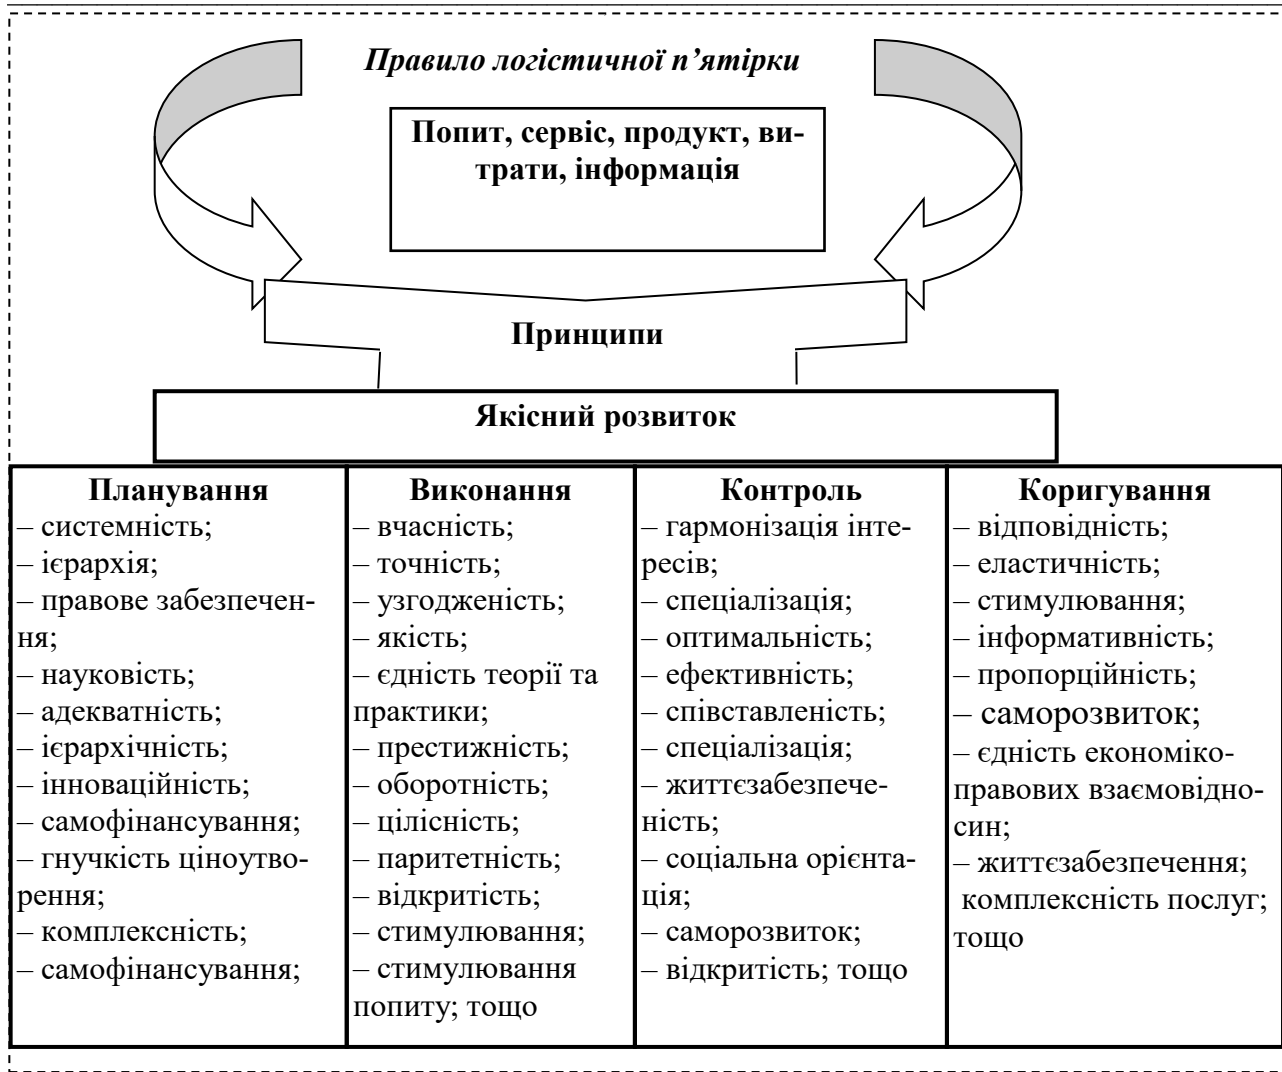 Правило логістичної п’ятірки
Попит, сервіс, продукт, ви-
трати, інформація
Принципи
Якісний розвиток
Планування
– системність;
– ієрархія;
– правове забезпечен-
ня;
– науковість;
– адекватність;
– ієрархічність;
– інноваційність;
– самофінансування;
– гнучкість ціноутво-
рення;
– комплексність;
– самофінансування;
Виконання
– вчасність;
– точність;
– узгодженість;
– якість;
– єдність теорії та
практики;
– престижність;
– оборотність;
– цілісність;
– паритетність;
– відкритість;
– стимулювання;
– стимулювання
попиту; тощо
Контроль
– гармонізація інте-
ресів;
– спеціалізація;
– оптимальність;
– ефективність;
– співставленість;
– спеціалізація;
– життєзабезпече-
ність;
– соціальна орієнта-
ція;
– саморозвиток;
– відкритість; тощо
Коригування
– відповідність;
– еластичність;
– стимулювання;
– інформативність;
– пропорційність;
– саморозвиток;
– єдність економіко-
правових взаємовідно-
син;
– життєзабезпечення;
комплексність послуг;
тощо